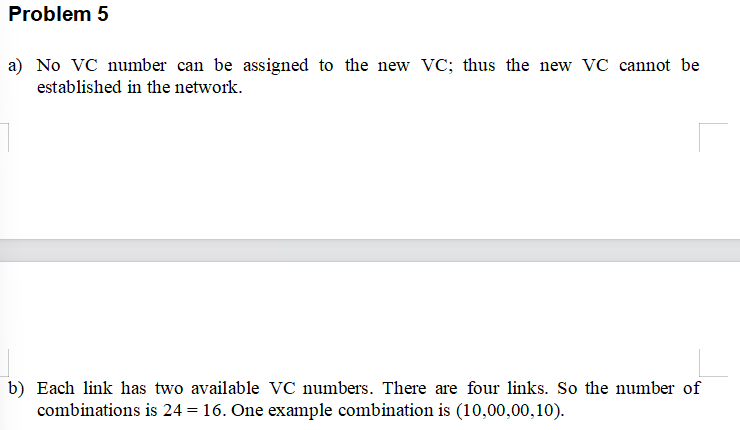 Problem 5
a) No VC number can be assigned to the new VC; thus the new VC cannot be
established in the network.
b) Each link has two available VC numbers. There are four links. So the number of
combinations is 24 = 16. One example combination is (10,00,00,10).